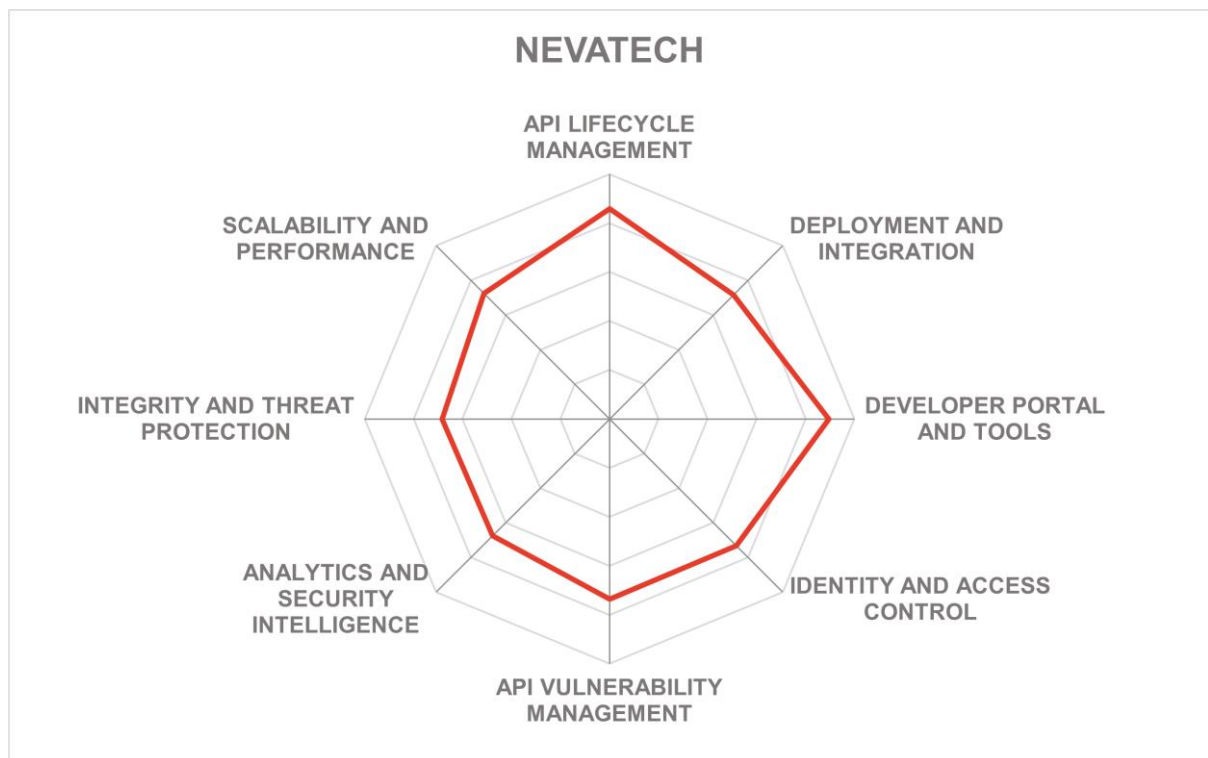 NEVATECH
API LIFECYCLE
MANAGEMENT
SCALABILITY AND
PERFORMANCE
DEPLOYMENT AND
INTEGRATION
INTEGRITY AND THREAT
PROTECTION
DEVELOPER PORTAL
AND TOOLS
ANALYTICS AND
SECURITY
INTELLIGENCE
IDENTITY AND ACCESS
CONTROL
API VULNERABILITY
MANAGEMENT